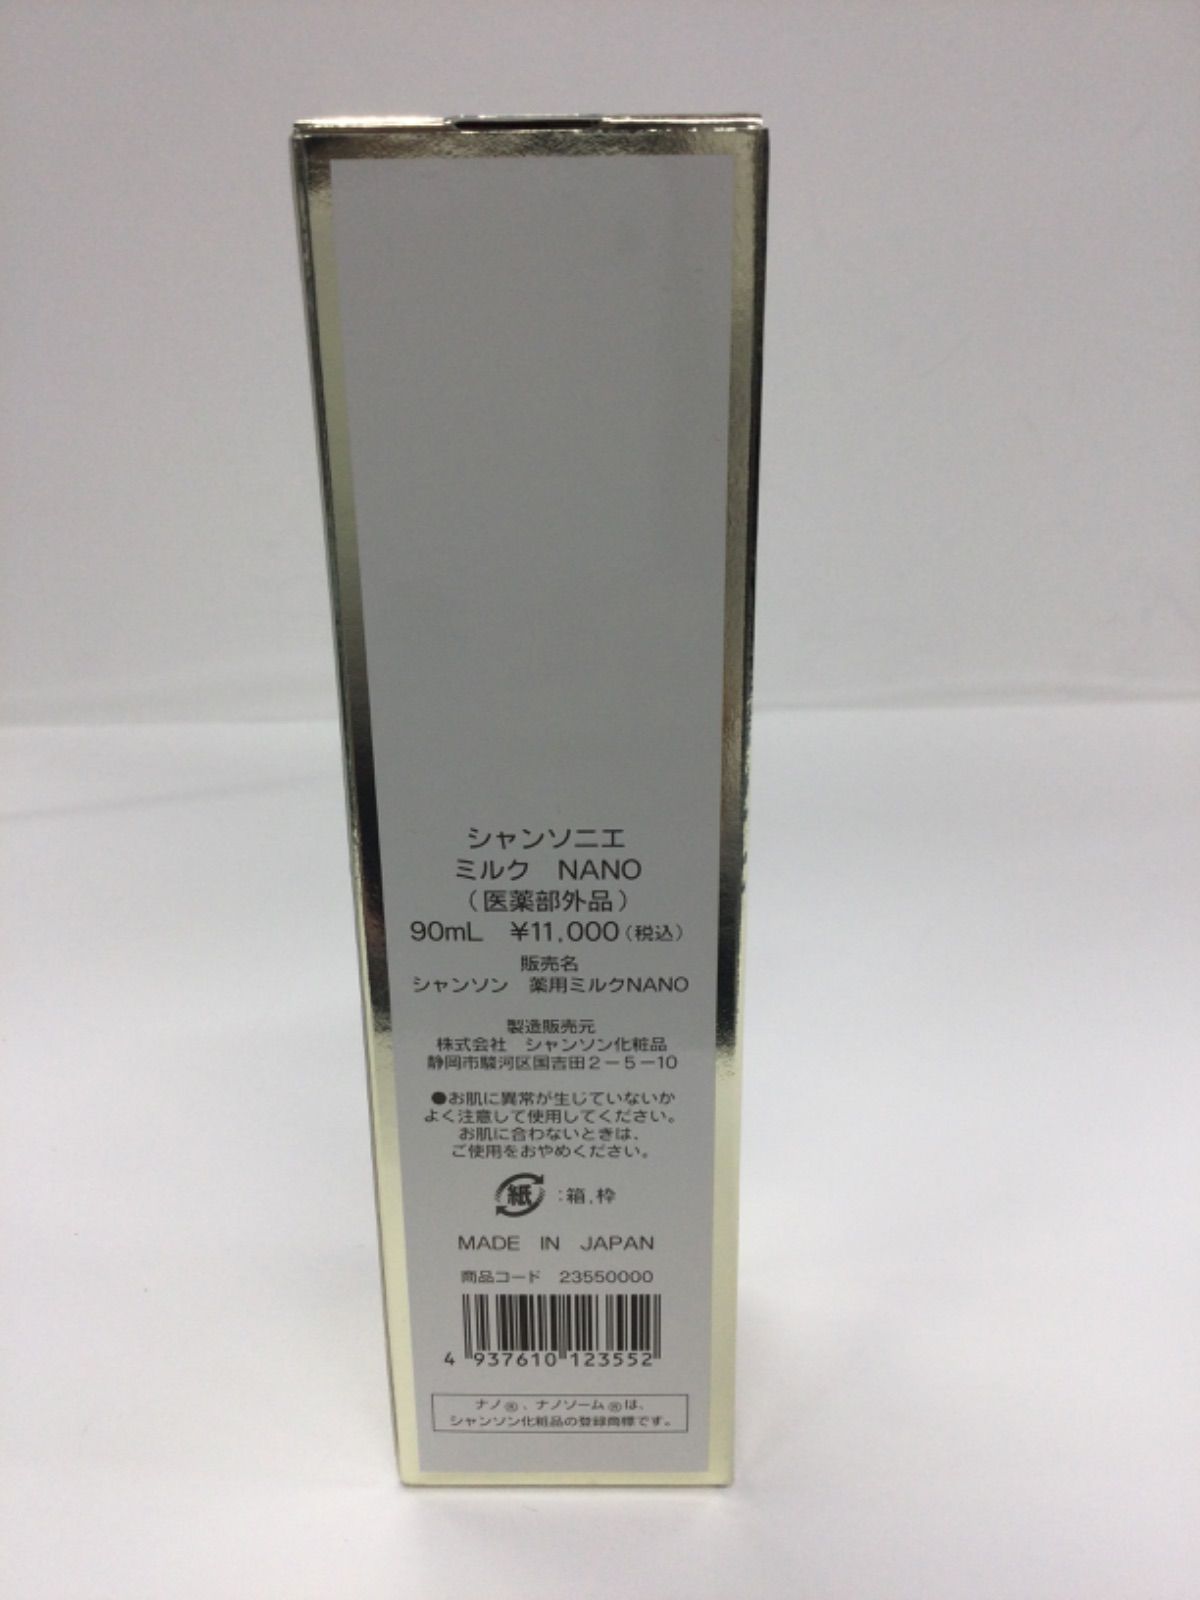 シャンソニエ
ミルク NANO
（医薬部外品）
90mL ¥11,000（税込）
販売名
シャンソン 薬用ミルクNANO
製造販売元
株式会社 シャンソン化粧品
静岡市駿河区国吉田2－5－10
●お肌に異常が生じていないか
よく注意して使用してください。
お肌に合わないときは、
ご使用をおやめください。
紙:箱,枠
MADE IN JAPAN
商品コード 23550000
4 937610 123552
ナノ®、ナノソーム®は、
シャンソン化粧品の登録商標です。